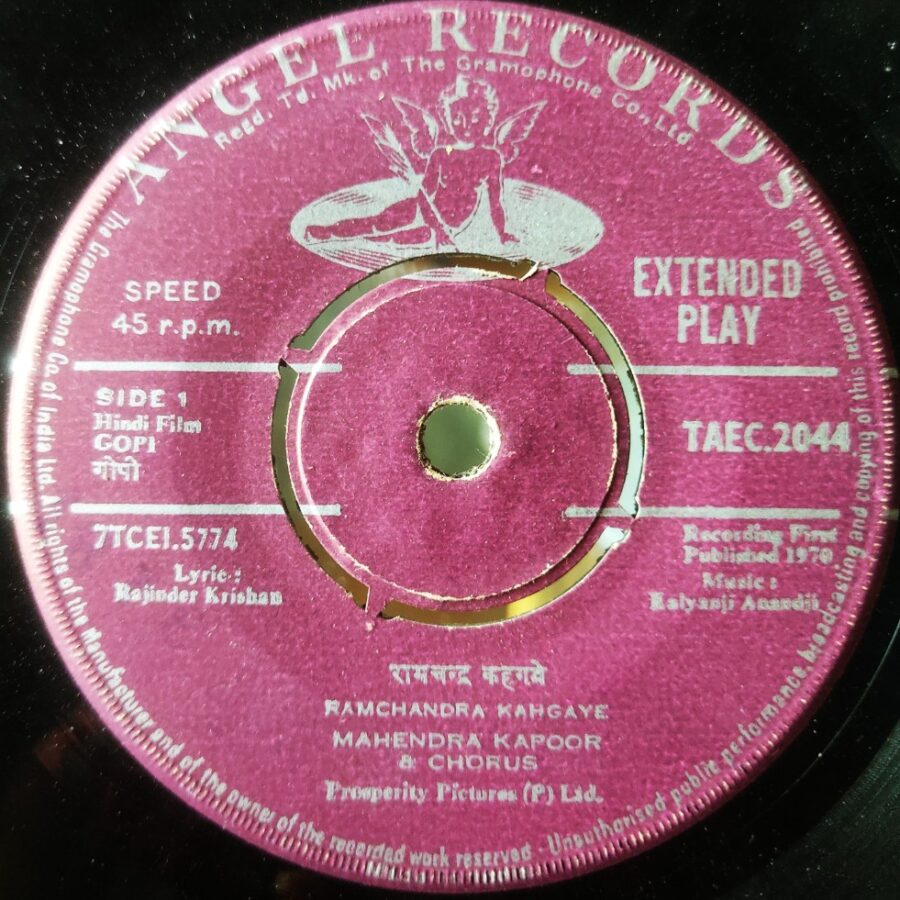 ANGEL RECORDS
Regd. Td. Mk. of The Gramophone Co., Ltd
SPEED
45 r.p.m.
EXTENDED
PLAY
SIDE 1
Hindi Film
GOPI
गोपी
TAEC.2044
7TCEI.5774
Lyric :
Rajinder Krishan
Recording First
Published 1970
Music :
Kalyanji Anandji
रामचन्द्र कहगये
RAMCHANDRA KAHGAYE
MAHENDRA KAPOOR
& CHORUS
Prosperity Pictures (P) Ltd.
The Gramophone Co. of India Ltd. All rights of the Manufacturer and of the owner of the recorded work reserved - Unauthorised public performance, broadcasting and copying of this record prohibited